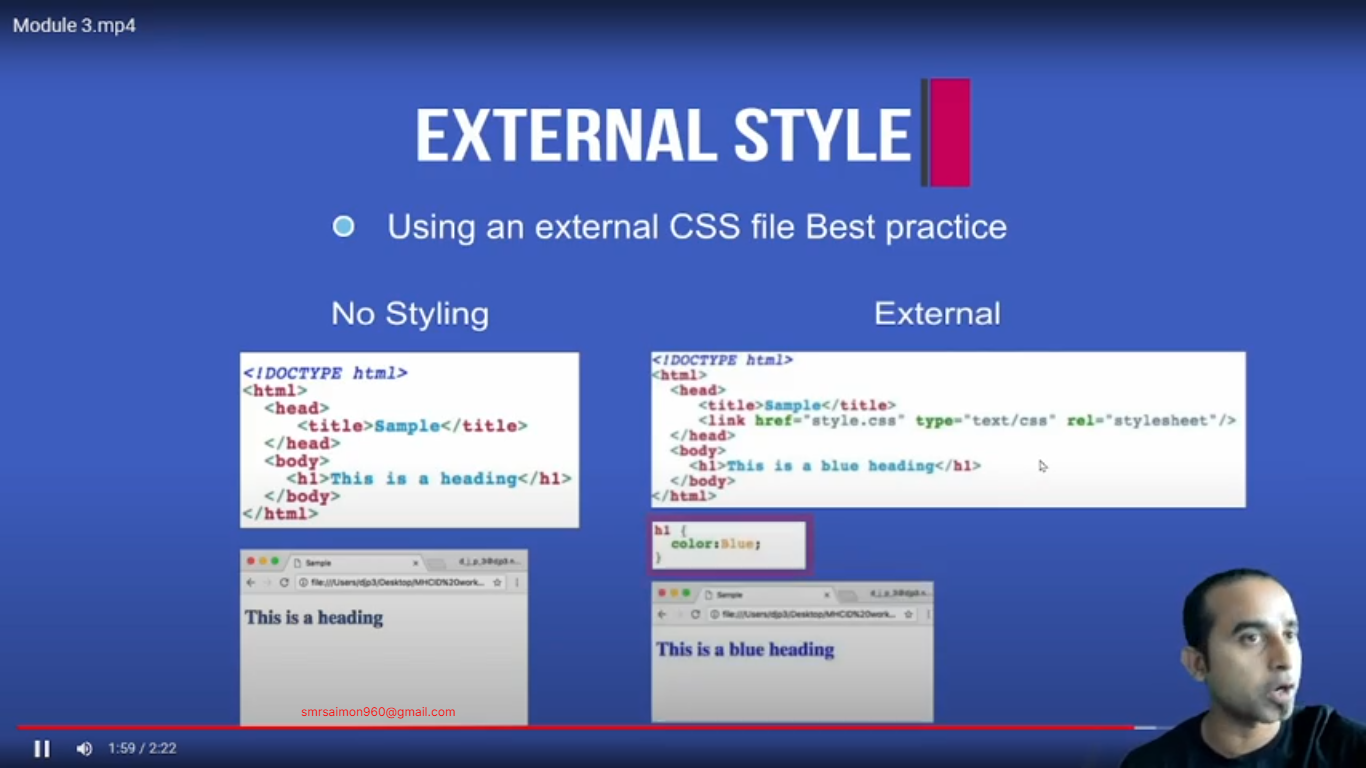 Module 3.mp4
EXTERNAL STYLE
Using an external CSS file Best practice
No Styling
External
<!DOCTYPE html>
<html>
<head>
<title>Sample</title>
</head>
<body>
<h1>This is a heading</h1>
</body>
</html>
<!DOCTYPE html>
<html>
<head>
<title>Sample</title>
<link href="style.css" type="text/css" rel="stylesheet"/>
</head>
<body>
<h1>This is a blue heading</h1>
</body>
</html>
h1 {
color:Blue;
}
Sample
file:///Users/djp3/Desktop/MHCID%20work...
This is a heading
Sample
file:///Users/djp3/Desktop/MHCID%20work...
This is a blue heading
smrsaimon960@gmail.com
1:59 / 2:22